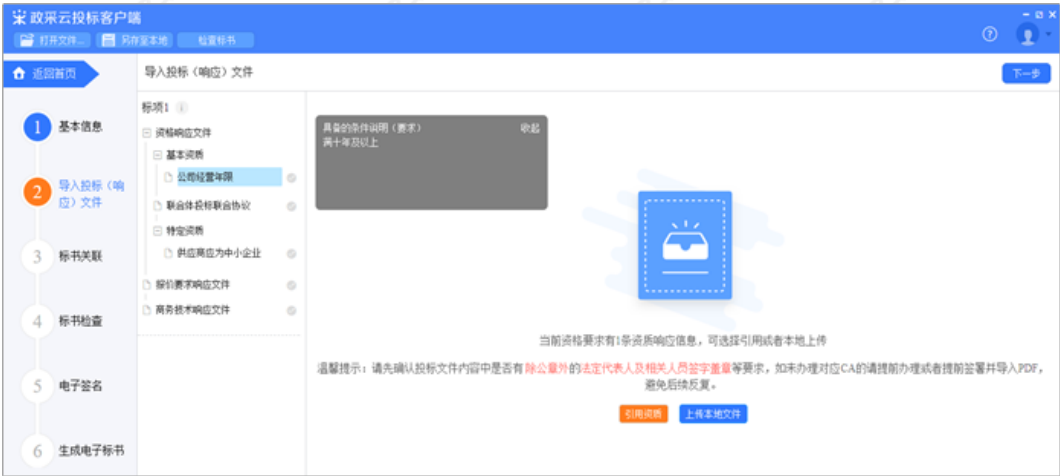 政采云投标客户端
打开文件... 另存至本地 检查标书
返回首页
导入投标（响应）文件
下一步
1 基本信息
2 导入投标（响
应）文件
3 标书关联
4 标书检查
5 电子签名
6 生成电子标书
标项1
资格响应文件
基本资质
公司经营年限
联合体投标联合协议
特定资质
供应商应为中小企业
报价要求响应文件
商务技术响应文件
具备的条件说明（要求） 收起
满十年及以上
当前资格要求有1条资质响应信息，可选择引用或者本地上传
温馨提示：请先确认投标文件内容中是否有除公章外的法定代表人及相关人员签字盖章等要求，如未办理对应CA的请提前办理或者提前签署并导入PDF，
避免后续反复。
引用资质 上传本地文件